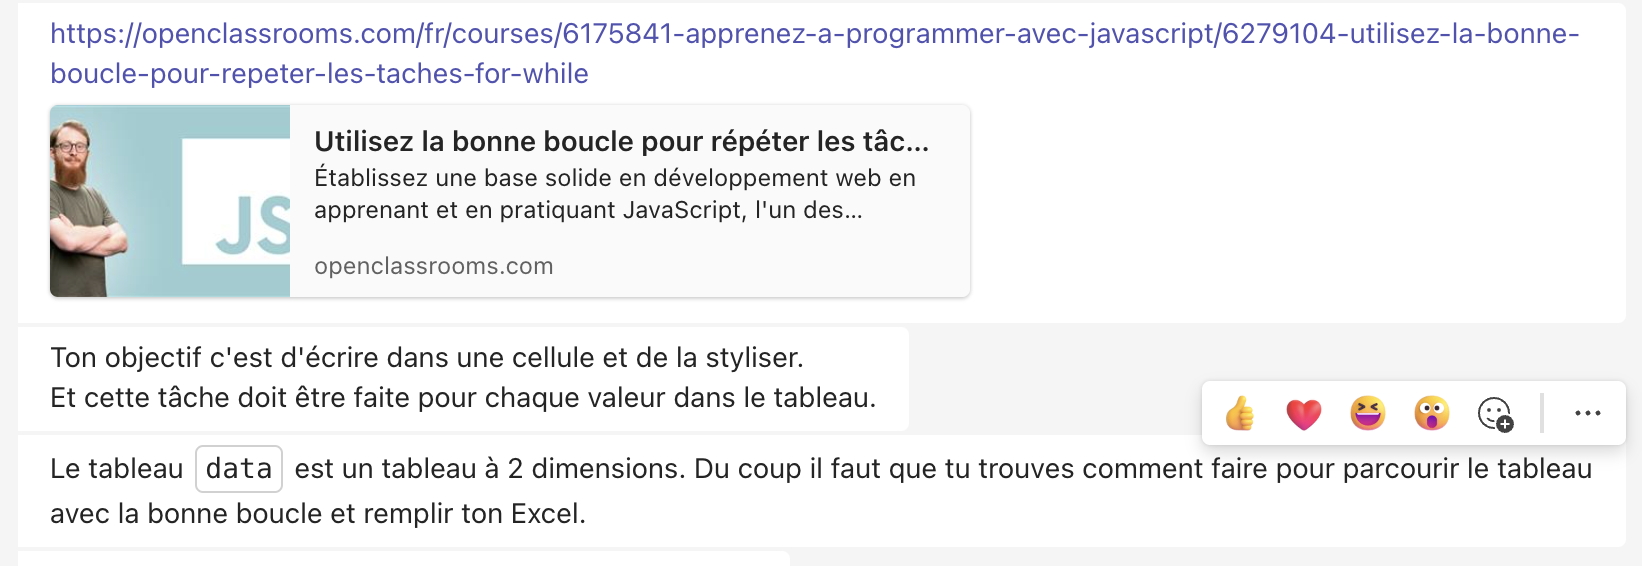 https://openclassrooms.com/fr/courses/6175841-apprenez-a-programmer-avec-javascript/6279104-utilisez-la-bonne-
boucle-pour-repeter-les-taches-for-while
JS
Utilisez la bonne boucle pour répéter les tâc...
Établissez une base solide en développement web en
apprenant et en pratiquant JavaScript, l'un des...
openclassrooms.com
Ton objectif c'est d'écrire dans une cellule et de la styliser.
Et cette tâche doit être faite pour chaque valeur dans le tableau.
Le tableau data est un tableau à 2 dimensions. Du coup il faut que tu trouves comment faire pour parcourir le tableau
avec la bonne boucle et remplir ton Excel.